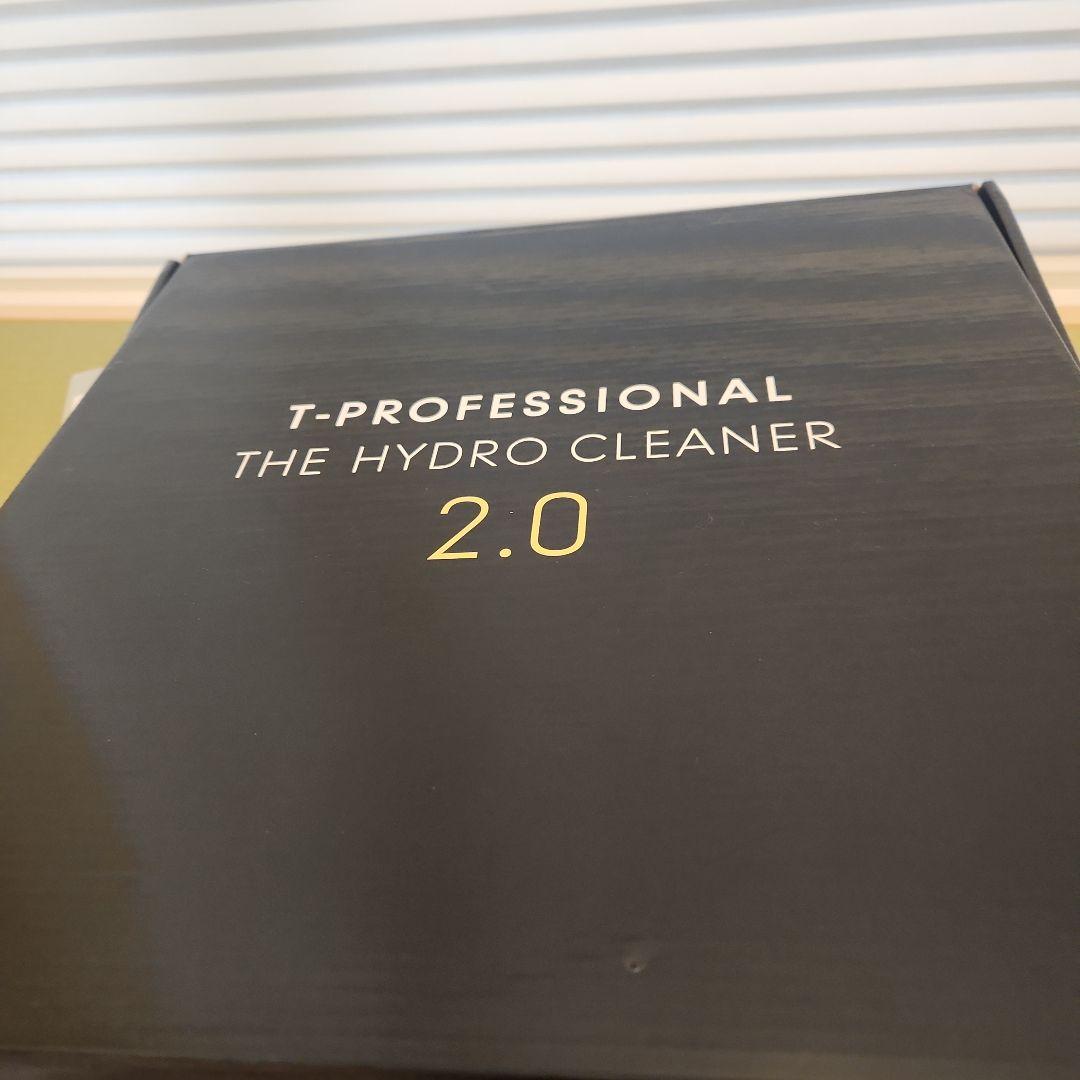 T-PROFESSIONAL
THE HYDRO CLEANER
2.0